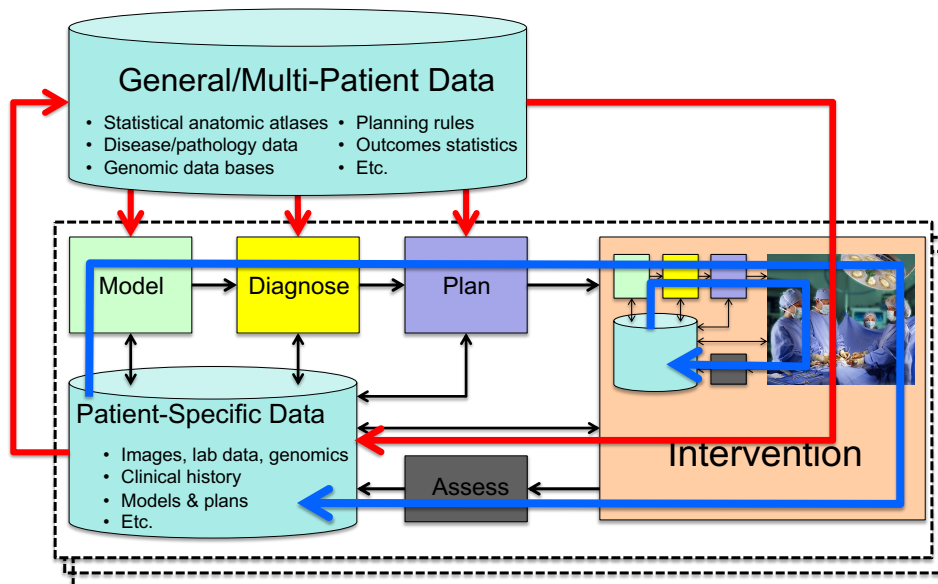 General/Multi-Patient Data
• Statistical anatomic atlases
• Disease/pathology data
• Genomic data bases
• Planning rules
• Outcomes statistics
• Etc.
Model
Diagnose
Plan
Patient-Specific Data
• Images, lab data, genomics
• Clinical history
• Models & plans
• Etc.
Assess
Intervention